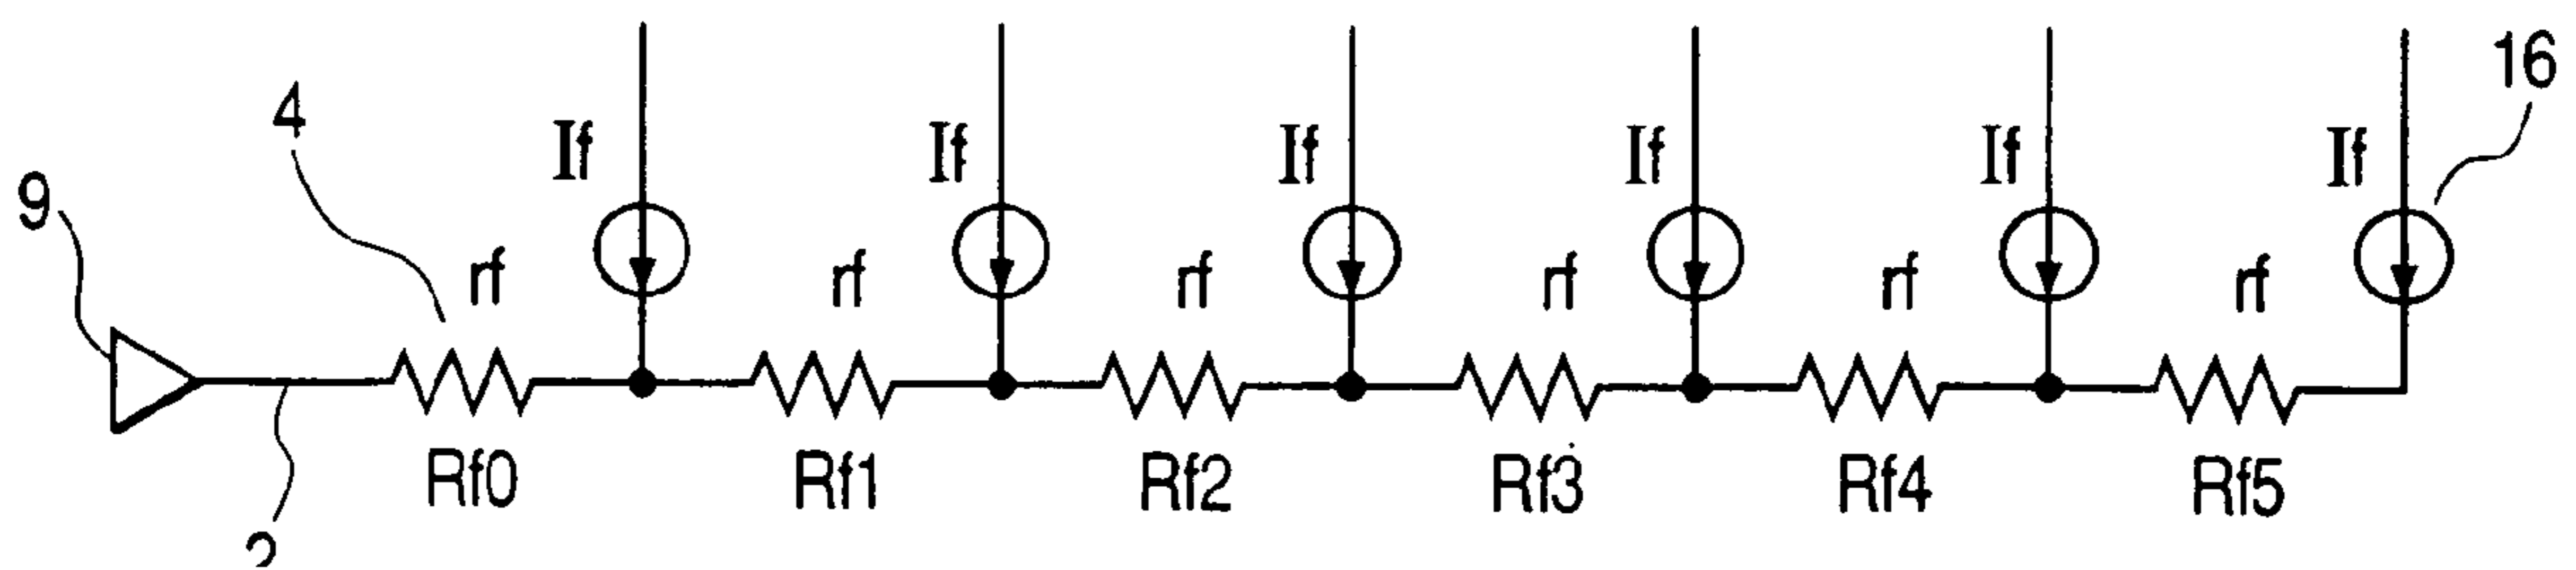 4 If If If If If If 16
9 rf rf rf rf rf rf
Rf0 Rf1 Rf2 Rf3 Rf4 Rf5